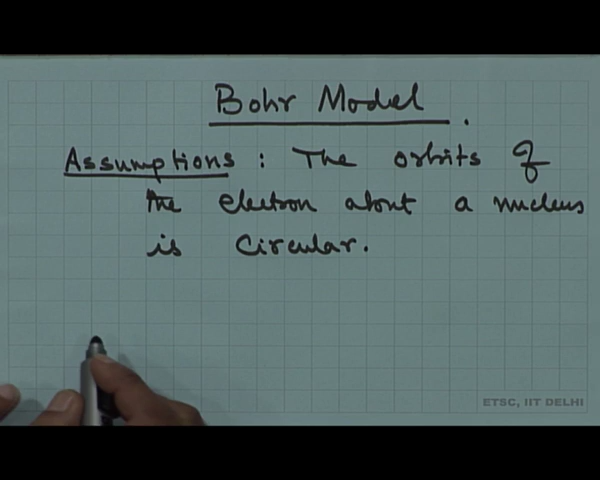 Bohr Model.
Assumptions : The orbits of
the electron about a nucleus
is Circular.
ETSC, IIT DELHI